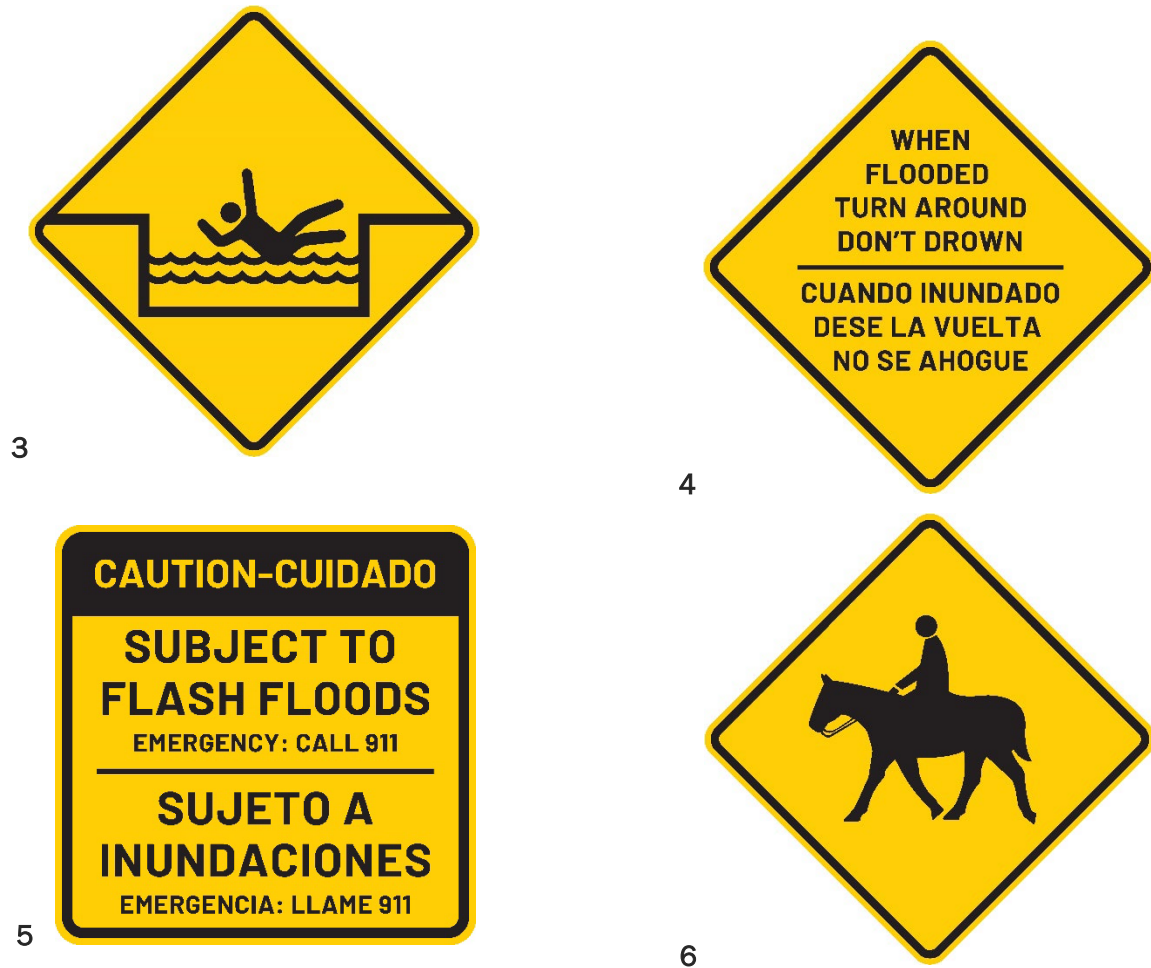 3
WHEN
FLOODED
TURN AROUND
DON'T DROWN
CUANDO INUNDADO
DESE LA VUELTA
NO SE AHOGUE
4
CAUTION-CUIDADO
SUBJECT TO
FLASH FLOODS
EMERGENCY: CALL 911
SUJETO A
INUNDACIONES
EMERGENCIA: LLAME 911
5
6